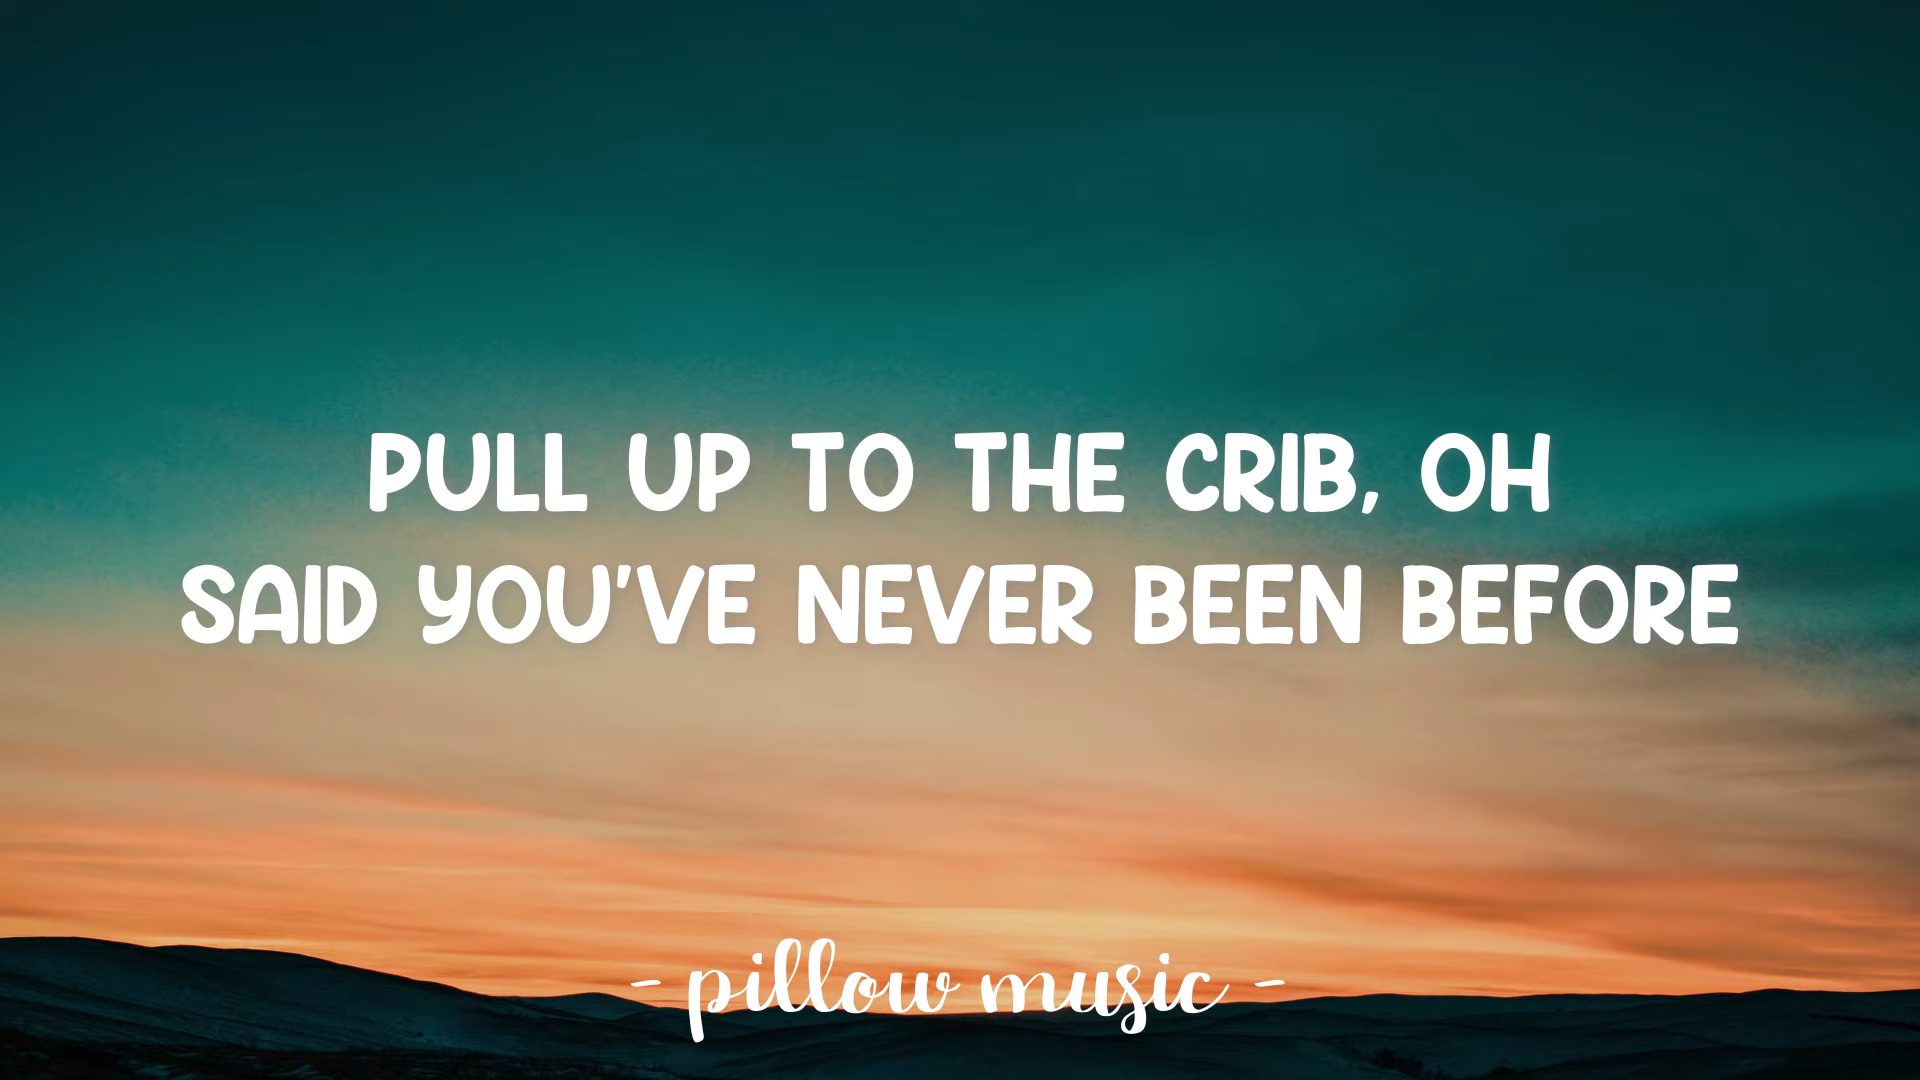 PULL UP TO THE CRIB, OH
SAID YOU'VE NEVER BEEN BEFORE
- pillow music -